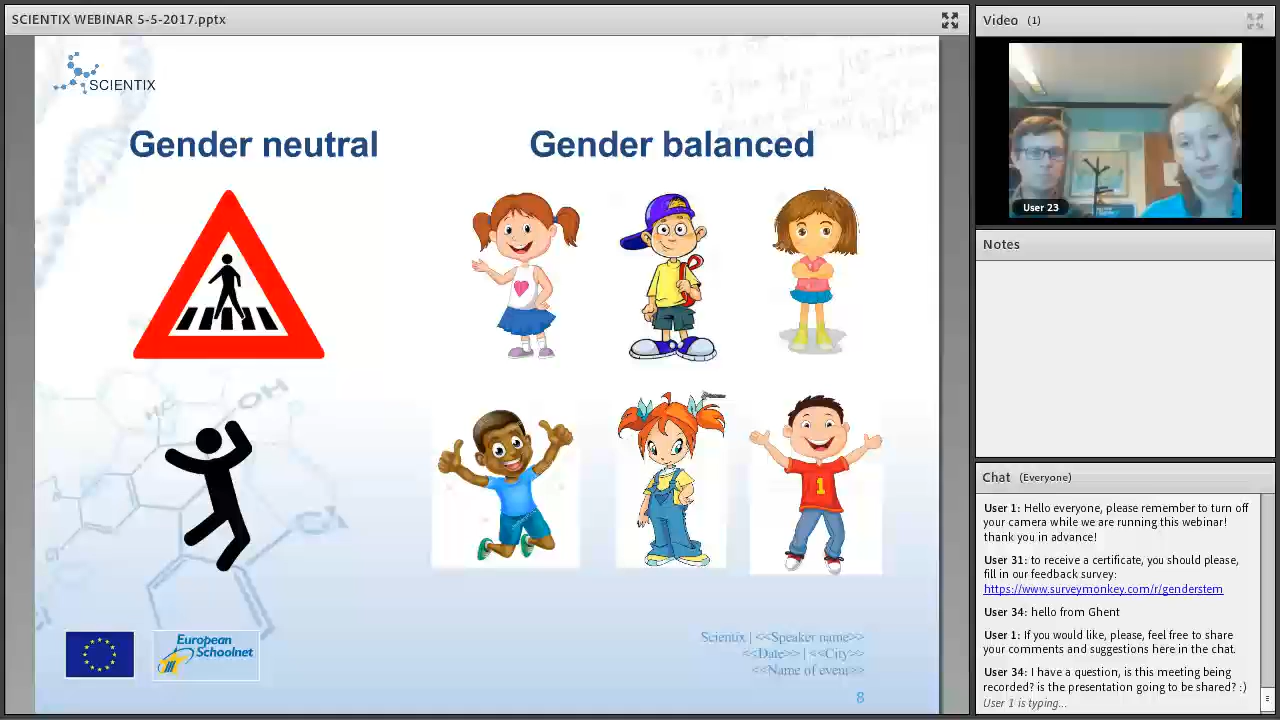 SCIENTIX WEBINAR 5-5-2017.pptx
SCIENTIX
Gender neutral
Gender balanced
1
OH
European
Schoolnet
Scientix | <<Speaker name>>
<<Date>> | <<City>>
<<Name of event>>
8
Video (1)
User 23
Notes
Chat (Everyone)
User 1: Hello everyone, please remember to turn off
your camera while we are running this webinar!
thank you in advance!
User 31: to receive a certificate, you should please,
fill in our feedback survey:
https://www.surveymonkey.com/r/genderstem
User 34: hello from Ghent
User 1: If you would like, please, feel free to share
your comments and suggestions here in the chat.
User 34: I have a question, is this meeting being
recorded? is the presentation going to be shared? :)
User 1 is typing...